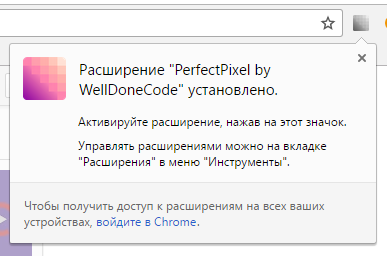 Расширение "PerfectPixel by
WellDoneCode" установлено.
Активируйте расширение, нажав на этот значок.
Управлять расширениями можно на вкладке
"Расширения" в меню "Инструменты".
Чтобы получить доступ к расширениям на всех ваших
устройствах, войдите в Chrome.